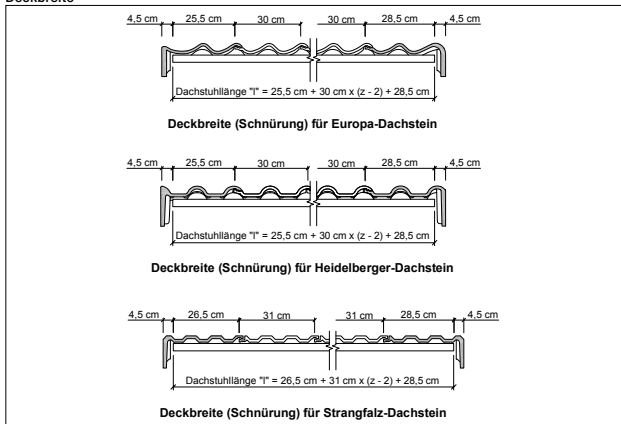 Deckbreite
4,5 cm 25,5 cm 30 cm 30 cm 28,5 cm 4,5 cm
Dachstuhllänge "l" = 25,5 cm + 30 cm x (z - 2) + 28,5 cm
Deckbreite (Schnürung) für Europa-Dachstein
4,5 cm 25,5 cm 30 cm 30 cm 28,5 cm 4,5 cm
Dachstuhllänge "l" = 25,5 cm + 30 cm x (z - 2) + 28,5 cm
Deckbreite (Schnürung) für Heidelberger-Dachstein
4,5 cm 26,5 cm 31 cm 31 cm 28,5 cm 4,5 cm
Dachstuhllänge "l" = 26,5 cm + 31 cm x (z - 2) + 28,5 cm
Deckbreite (Schnürung) für Strangfalz-Dachstein